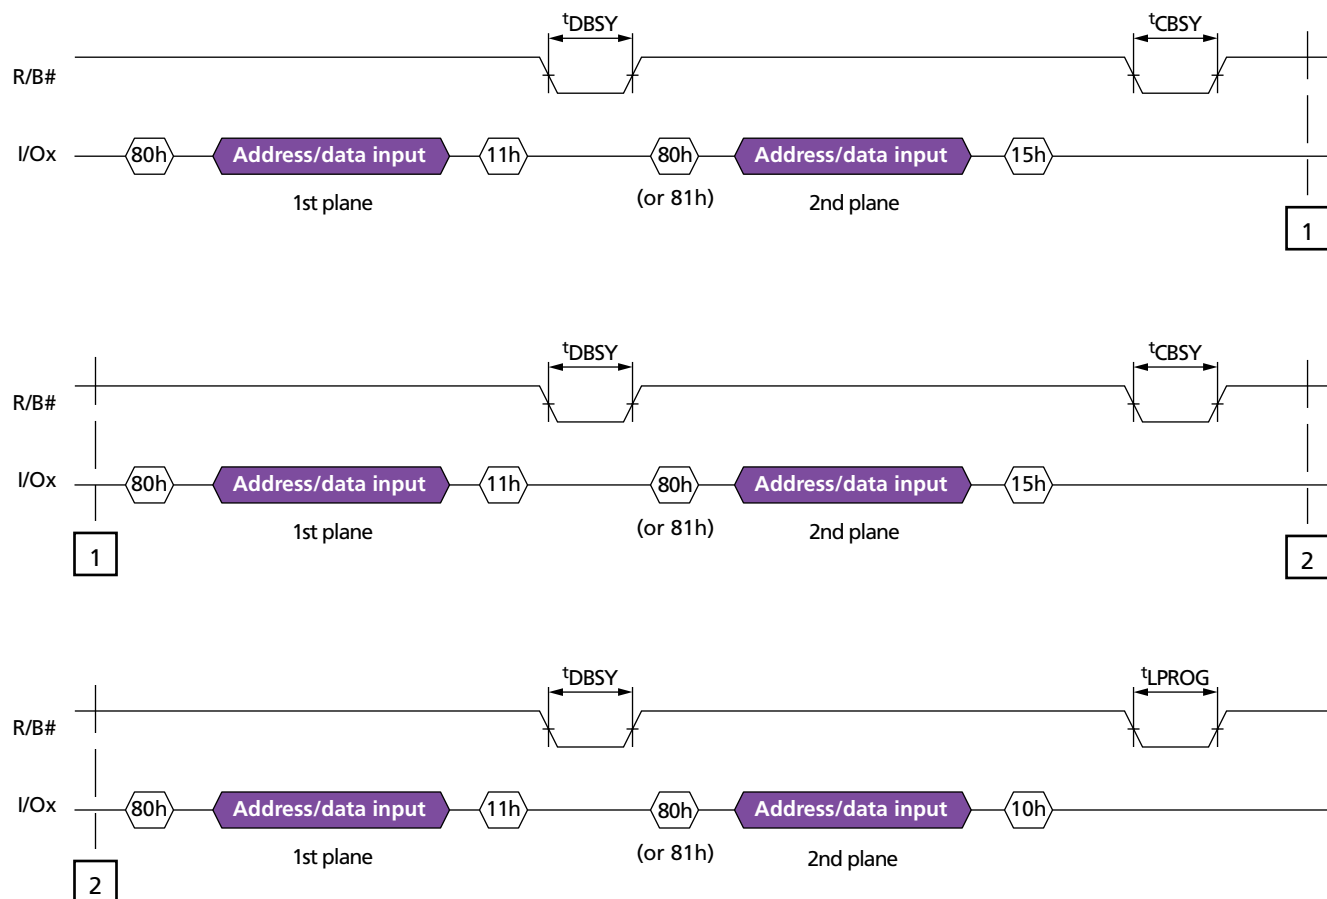 tDBSY tCBSY
R/B#
I/Ox 80h Address/data input 11h 80h Address/data input 15h
1st plane (or 81h) 2nd plane
1
tDBSY tCBSY
R/B#
I/Ox 80h Address/data input 11h 80h Address/data input 15h
1st plane (or 81h) 2nd plane
1 2
tDBSY tLPROG
R/B#
I/Ox 80h Address/data input 11h 80h Address/data input 10h
1st plane (or 81h) 2nd plane
2